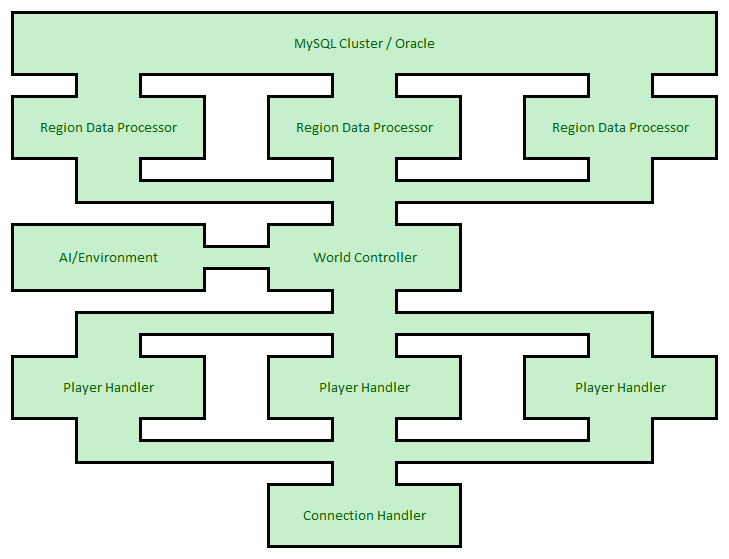 MySQL Cluster / Oracle
Region Data Processor
Region Data Processor
Region Data Processor
AI/Environment
World Controller
Player Handler
Player Handler
Player Handler
Connection Handler